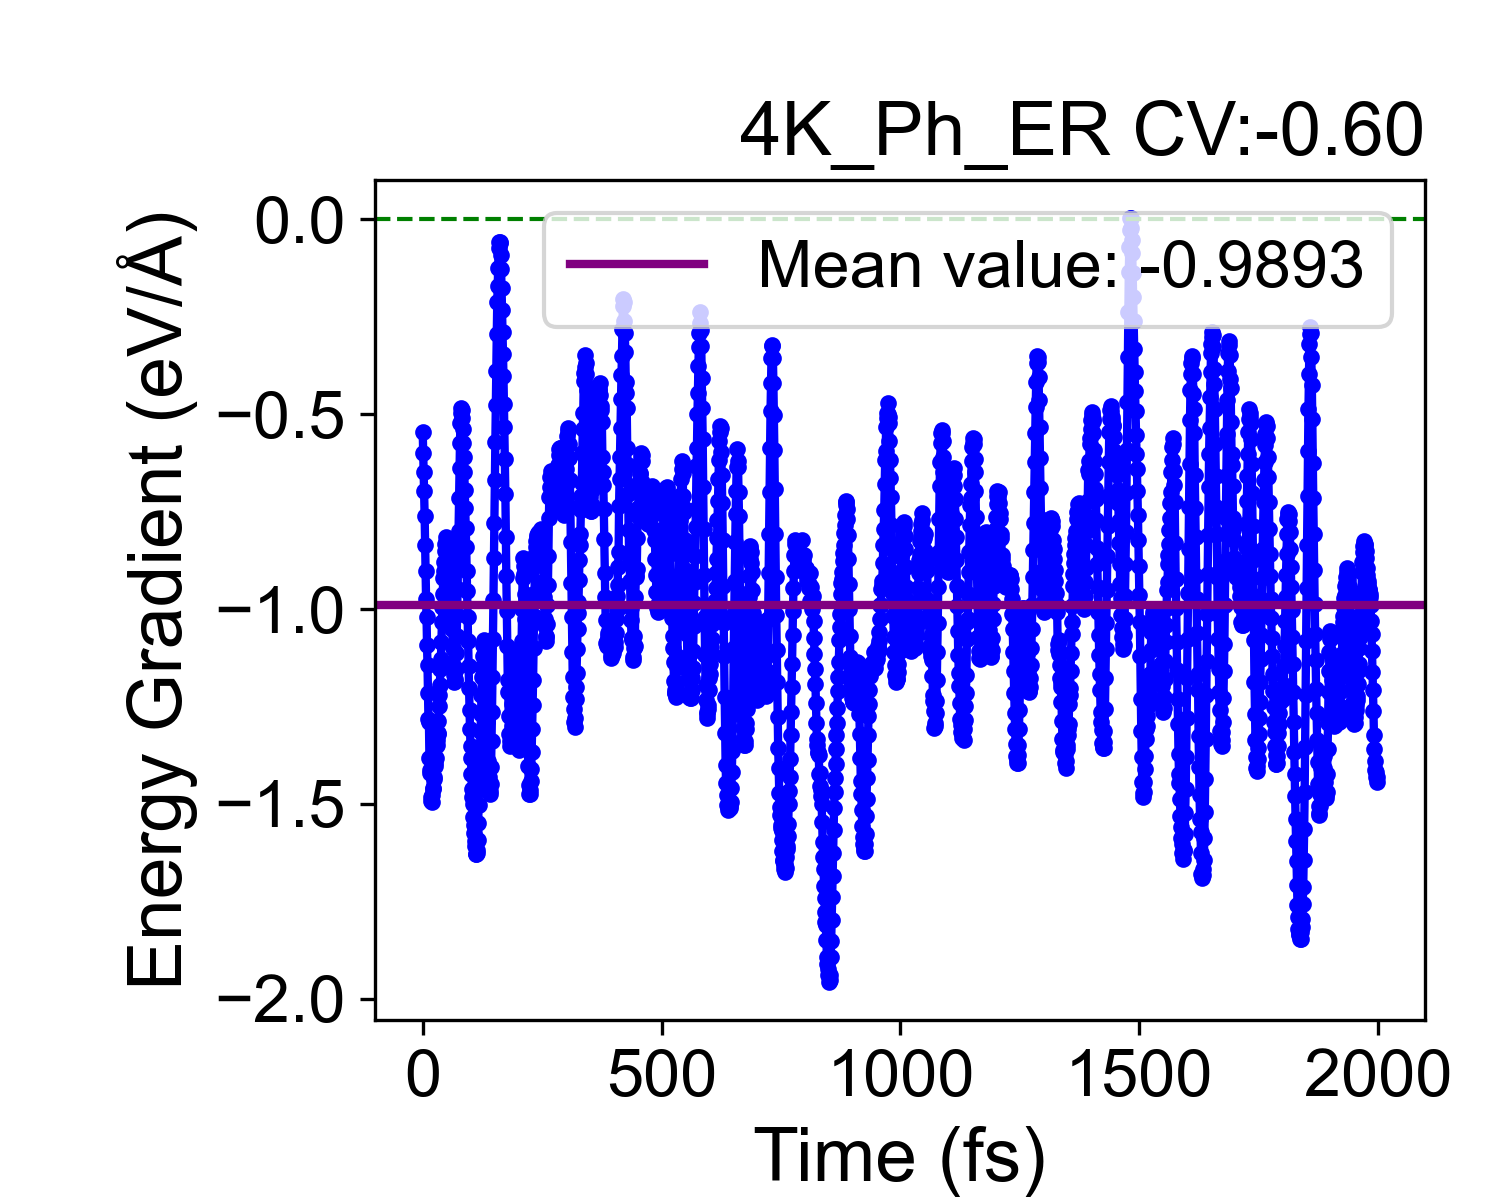 4K_Ph_ER CV:-0.60
Mean value: -0.9893
Energy Gradient (eV/Å)
0.0
−0.5
−1.0
−1.5
−2.0
0 500 1000 1500 2000
Time (fs)